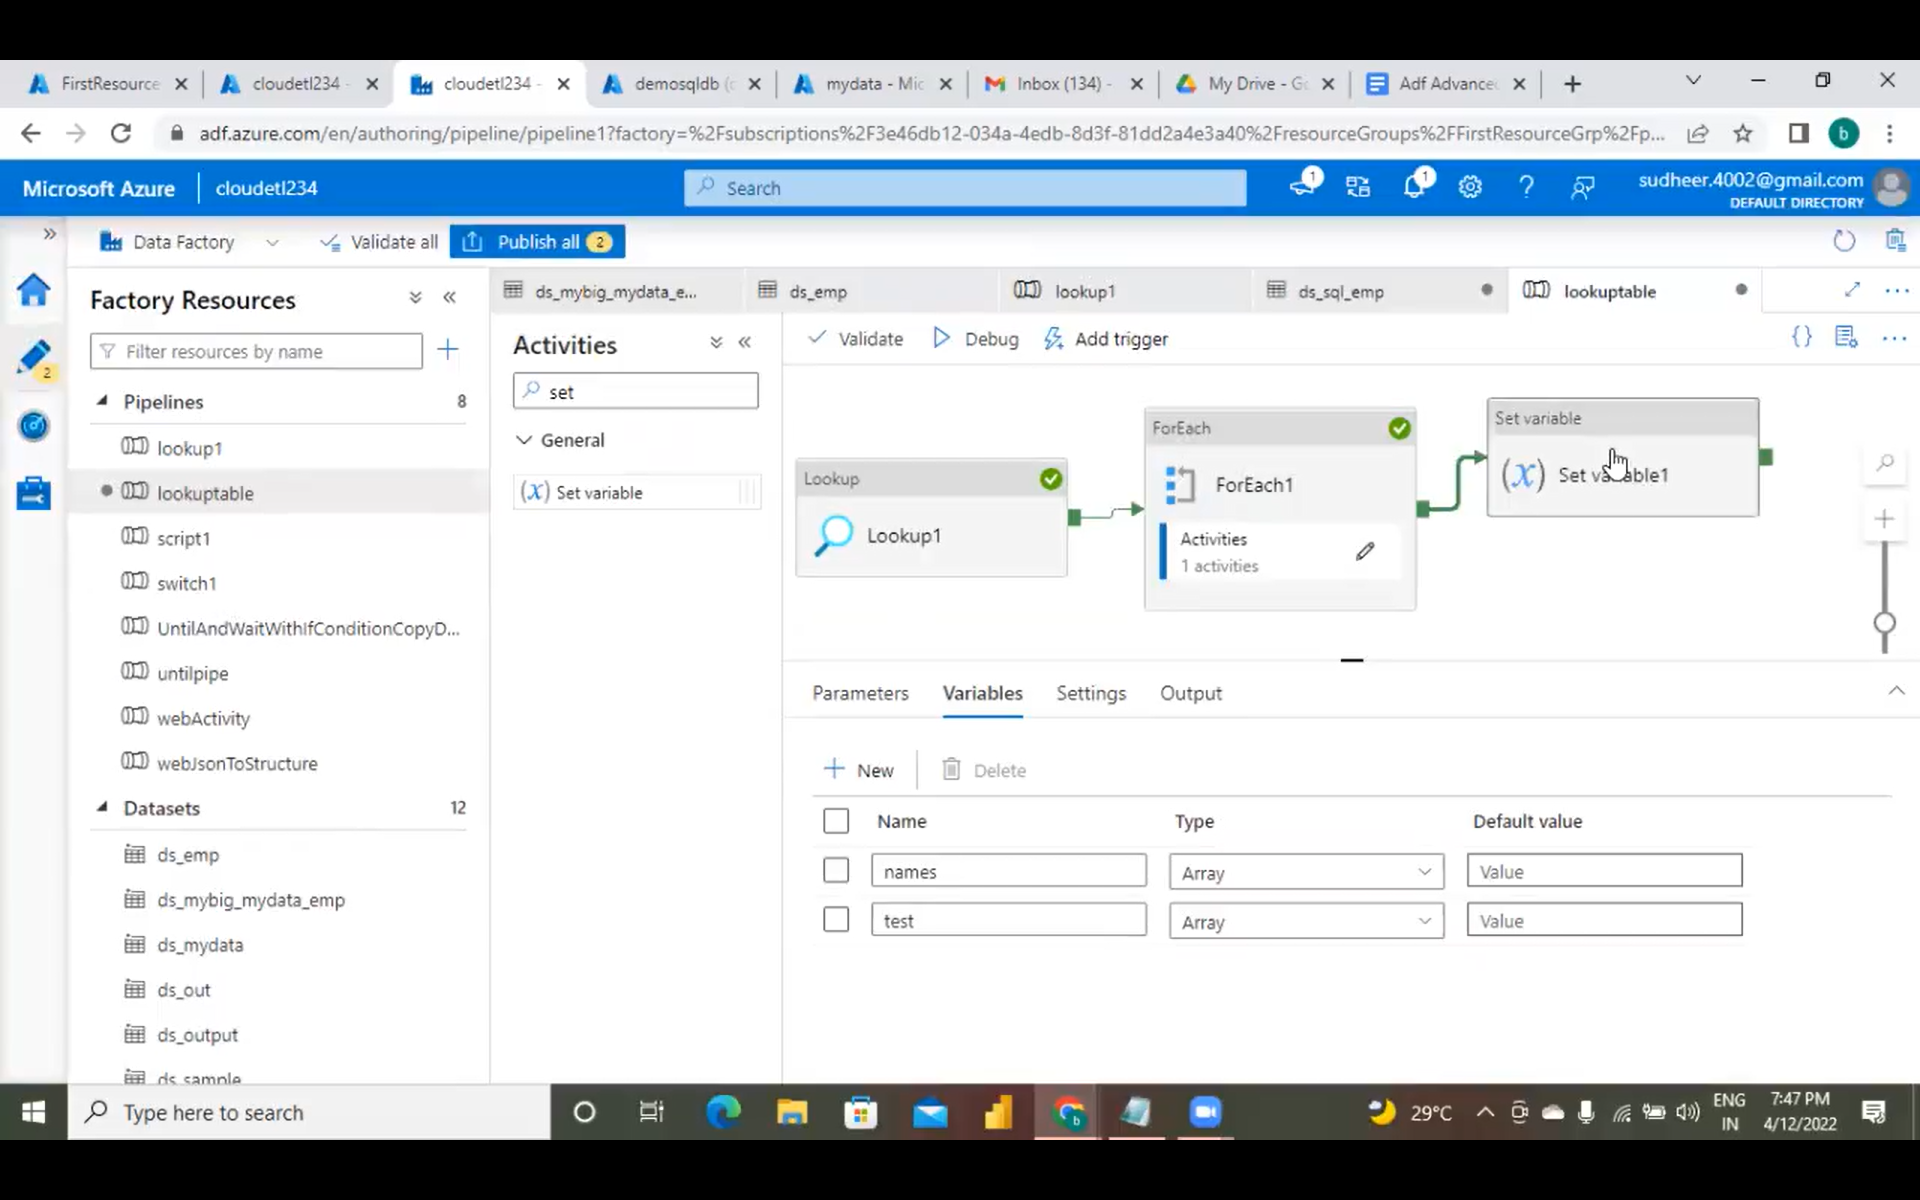 FirstResource
cloudetl234 -
cloudetl234 -
demosqldb (
mydata - Mic
Inbox (134) -
My Drive - Go
Adf Advance
adf.azure.com/en/authoring/pipeline/pipeline1?factory=%2Fsubscriptions%2F3e46db12-034a-4edb-8d3f-81dd2a4e3a40%2FresourceGroups%2FFirstResourceGrp%2Fp...
b
Microsoft Azure
cloudetl234
Search
1
1
sudheer.4002@gmail.com
DEFAULT DIRECTORY
Data Factory
Validate all
Publish all 2
Factory Resources
ds_mybig_mydata_e...
ds_emp
lookup1
ds_sql_emp
lookuptable
Filter resources by name
2
Activities
set
General
(x) Set variable
Validate
Debug
Add trigger
Pipelines 8
lookup1
lookuptable
script1
switch1
UntilAndWaitWithIfConditionCopyD...
untilpipe
webActivity
webJsonToStructure
Datasets 12
ds_emp
ds_mybig_mydata_emp
ds_mydata
ds_out
ds_output
ds_sample
Lookup
Lookup1
ForEach
ForEach1
Activities
1 activities
Set variable
(x) Set variable1
Parameters
Variables
Settings
Output
New
Delete
Name
Type
Default value
names
Array
Value
test
Array
Value
Type here to search
b
29°C
ENG
IN
7:47 PM
4/12/2022